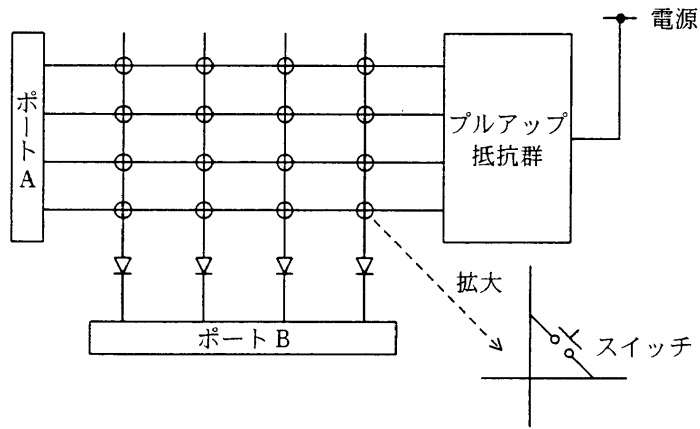 電源
ポートA
プルアップ
抵抗群
拡大
ポートB
スイッチ